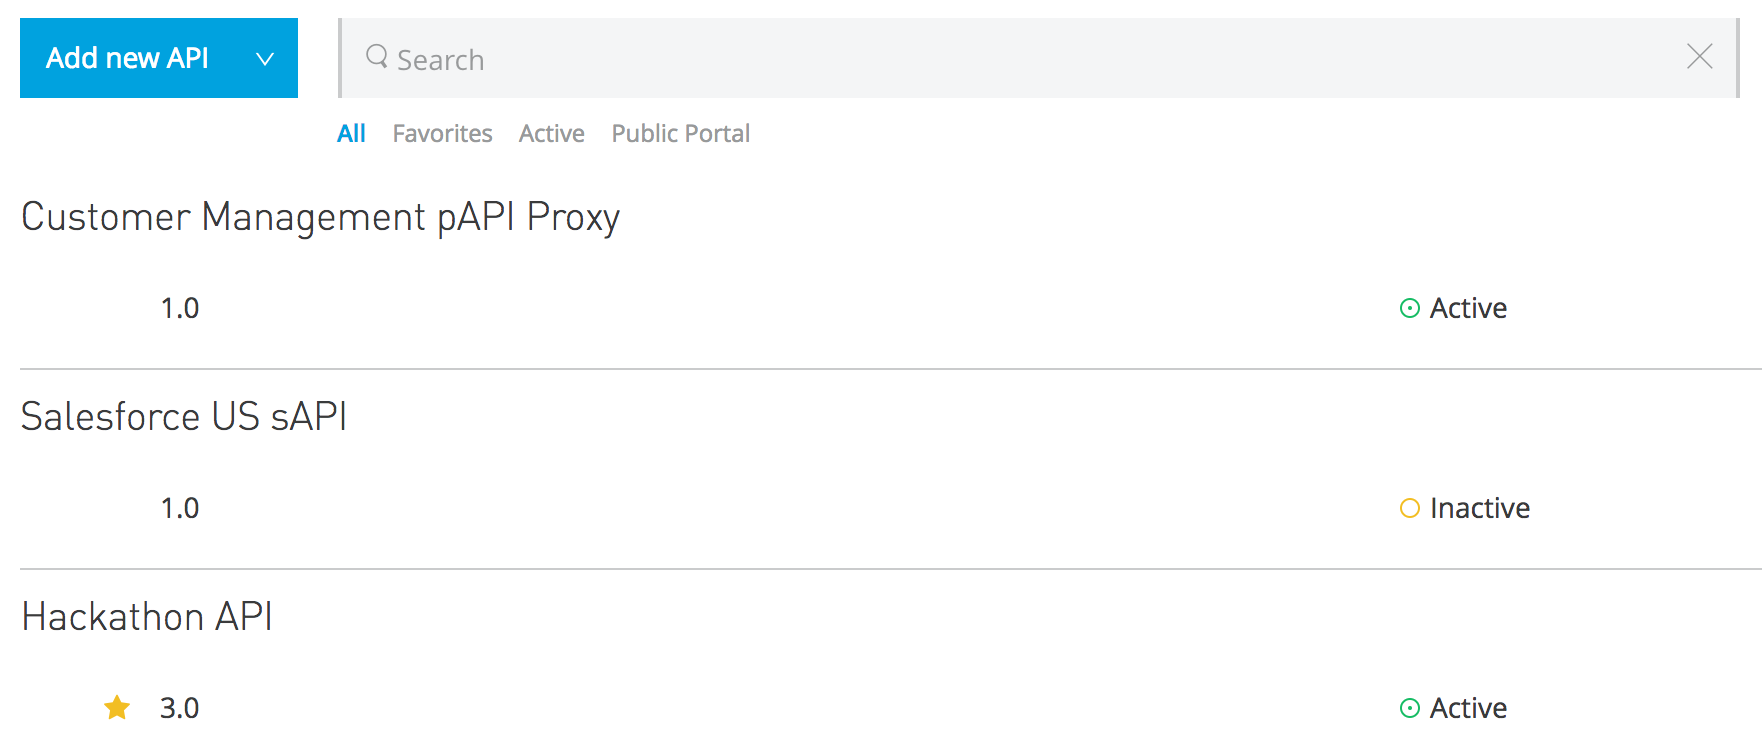 Add new API
Search
All Favorites Active Public Portal
Customer Management pAPI Proxy
1.0 Active
Salesforce US sAPI
1.0 Inactive
Hackathon API
3.0 Active